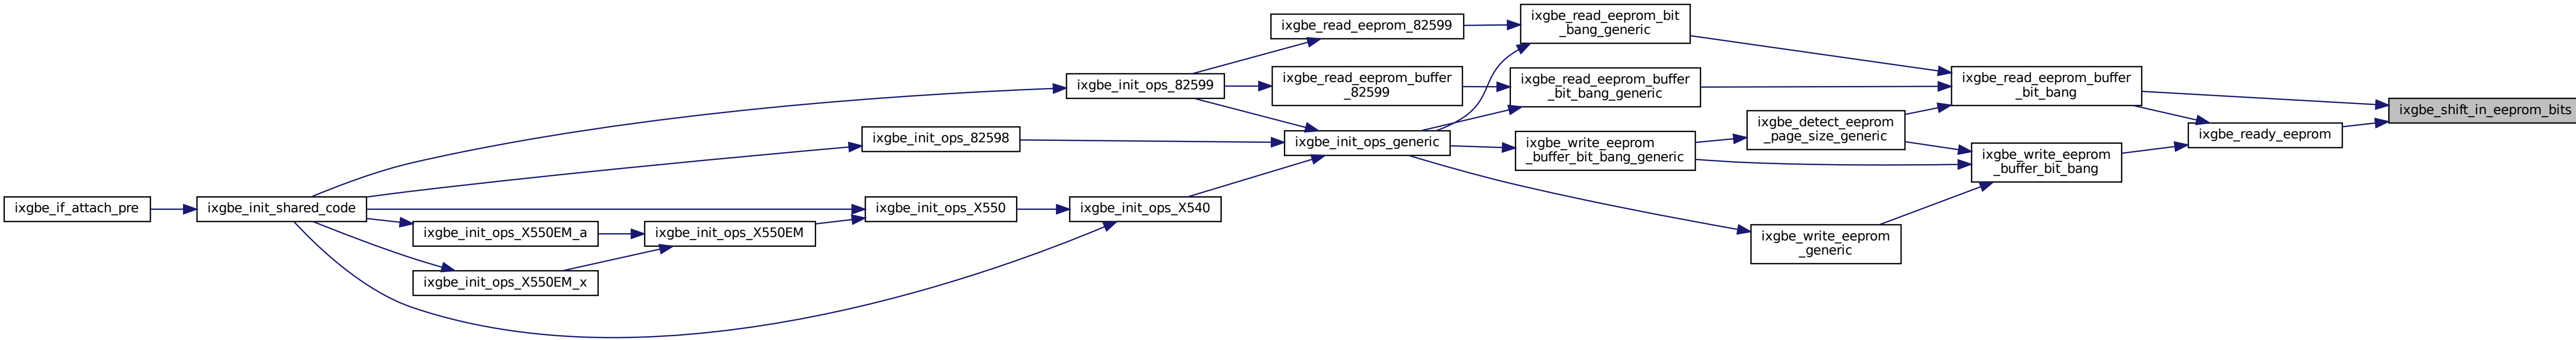 ixgbe_if_attach_pre
ixgbe_init_shared_code
ixgbe_init_ops_X550EM_a
ixgbe_init_ops_X550EM_x
ixgbe_init_ops_X550EM
ixgbe_init_ops_82598
ixgbe_init_ops_X550
ixgbe_init_ops_82599
ixgbe_init_ops_X540
ixgbe_read_eeprom_82599
ixgbe_read_eeprom_buffer
_82599
ixgbe_init_ops_generic
ixgbe_read_eeprom_bit
_bang_generic
ixgbe_read_eeprom_buffer
_bit_bang_generic
ixgbe_write_eeprom
_buffer_bit_bang_generic
ixgbe_detect_eeprom
_page_size_generic
ixgbe_write_eeprom
_generic
ixgbe_read_eeprom_buffer
_bit_bang
ixgbe_write_eeprom
_buffer_bit_bang
ixgbe_ready_eeprom
ixgbe_shift_in_eeprom_bits